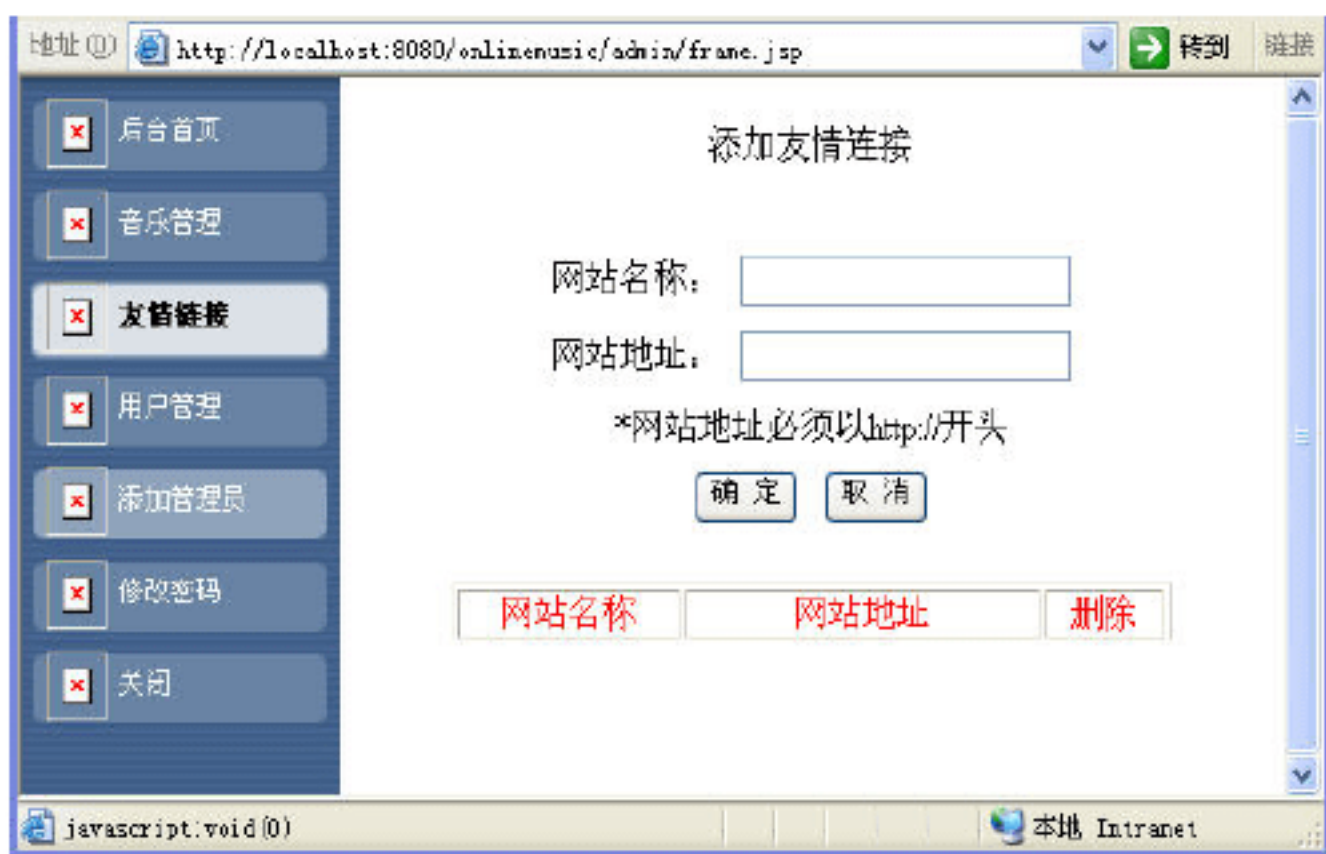 地址(D) http://localhost:8080/onlinemusic/admin/frame.jsp 转到 链接
后台首页
音乐管理
友情链接
用户管理
添加管理员
修改密码
关闭
添加友情连接
网站名称：
网站地址：
*网站地址必须以http://开头
确 定 取 消
网站名称 网站地址 删除
javascript:void(0) 本地 Intranet